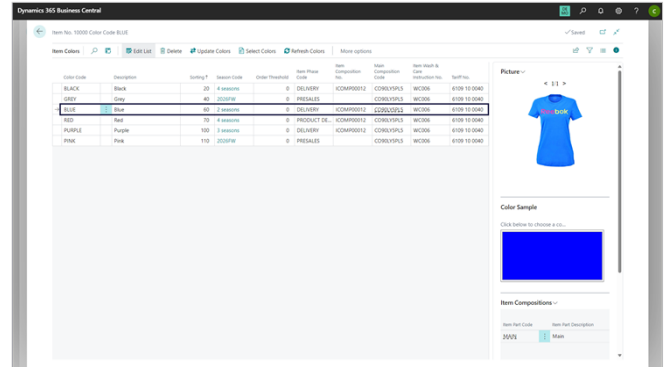 Dynamics 365 Business Central
Item No. 10000 Color Code BLUE
Saved
Item Colors Edit List Delete Update Colors Select Colors Refresh Colors More options
Color Code Description Sorting Season Code Order Threshold Item Phase Code Item Composition No. Main Composition Code Item Wash & Care Instruction No. Tariff No.
BLACK Black 20 4 seasons 0 DELIVERY ICOMP00012 CO90LYSPL5 WC006 6109 10 0040
GREY Grey 40 2026FW 0 PRESALES CO90LYSPL5 WC006 6109 10 0040
BLUE Blue 60 2 seasons 0 DELIVERY ICOMP00012 CO90LYSPL5 WC006 6109 10 0040
RED Red 70 4 seasons 0 PRODUCT DE... ICOMP00012 CO90LYSPL5 WC006 6109 10 0040
PURPLE Purple 100 3 seasons 0 DELIVERY ICOMP00012 CO90LYSPL5 WC006 6109 10 0040
PINK Pink 110 2026FW 0 PRESALES CO90LYSPL5 WC006 6109 10 0040
Picture
< 1/1 >
Color Sample
Click below to choose a co...
Item Compositions
Item Part Code Item Part Description
MAIN Main